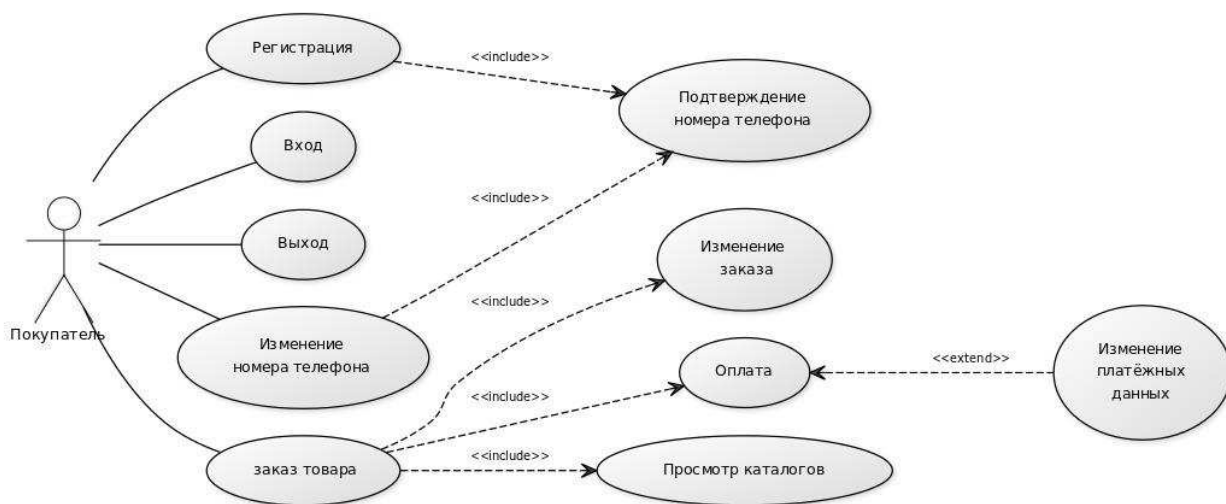 Регистрация
<<include>>
Подтверждение
номера телефона
Вход
<<include>>
Выход
Изменение
заказа
Покупатель
<<include>>
Изменение
номера телефона
Оплата
<<extend>>
Изменение
платёжных
данных
<<include>>
заказ товара
<<include>>
Просмотр каталогов